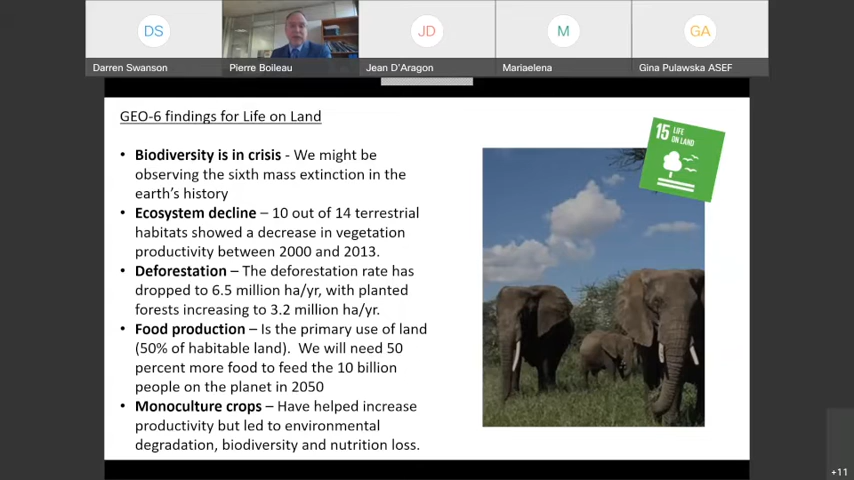 DS
JD
M
GA
Darren Swanson
Pierre Boileau
Jean D'Aragon
Mariaelena
Gina Pulawska ASEF
GEO-6 findings for Life on Land
15 LIFE
ON LAND
• Biodiversity is in crisis - We might be
observing the sixth mass extinction in the
earth's history
• Ecosystem decline – 10 out of 14 terrestrial
habitats showed a decrease in vegetation
productivity between 2000 and 2013.
• Deforestation – The deforestation rate has
dropped to 6.5 million ha/yr, with planted
forests increasing to 3.2 million ha/yr.
• Food production – Is the primary use of land
(50% of habitable land). We will need 50
percent more food to feed the 10 billion
people on the planet in 2050
• Monoculture crops – Have helped increase
productivity but led to environmental
degradation, biodiversity and nutrition loss.
+11